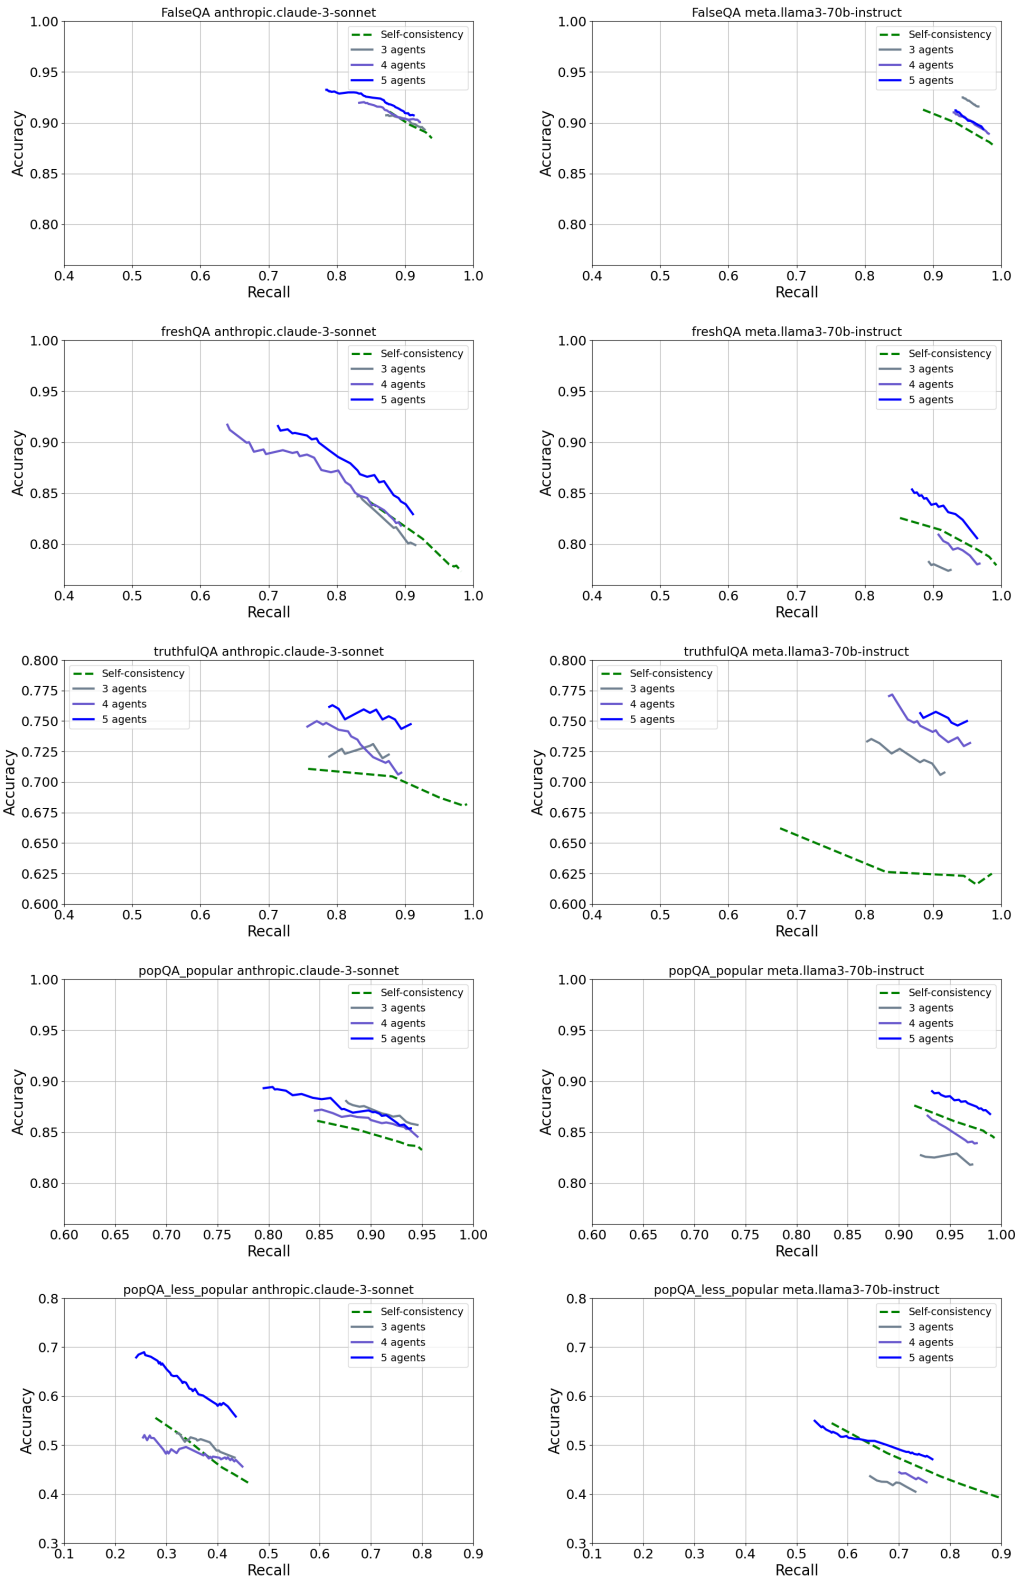 FalseQA anthropic.claude-3-sonnet
1.00
0.95
0.90
0.85
0.80
Accuracy
Self-consistency
3 agents
4 agents
5 agents
0.4 0.5 0.6 0.7 0.8 0.9 1.0
Recall
FalseQA meta.llama3-70b-instruct
1.00
0.95
0.90
0.85
0.80
Accuracy
Self-consistency
3 agents
4 agents
5 agents
0.4 0.5 0.6 0.7 0.8 0.9 1.0
Recall
freshQA anthropic.claude-3-sonnet
1.00
0.95
0.90
0.85
0.80
Accuracy
Self-consistency
3 agents
4 agents
5 agents
0.4 0.5 0.6 0.7 0.8 0.9 1.0
Recall
freshQA meta.llama3-70b-instruct
1.00
0.95
0.90
0.85
0.80
Accuracy
Self-consistency
3 agents
4 agents
5 agents
0.4 0.5 0.6 0.7 0.8 0.9 1.0
Recall
truthfulQA anthropic.claude-3-sonnet
0.800
0.775
0.750
0.725
0.700
0.675
0.650
0.625
0.600
Accuracy
Self-consistency
3 agents
4 agents
5 agents
0.4 0.5 0.6 0.7 0.8 0.9 1.0
Recall
truthfulQA meta.llama3-70b-instruct
0.800
0.775
0.750
0.725
0.700
0.675
0.650
0.625
0.600
Accuracy
Self-consistency
3 agents
4 agents
5 agents
0.4 0.5 0.6 0.7 0.8 0.9 1.0
Recall
popQA_popular anthropic.claude-3-sonnet
1.00
0.95
0.90
0.85
0.80
Accuracy
Self-consistency
3 agents
4 agents
5 agents
0.60 0.65 0.70 0.75 0.80 0.85 0.90 0.95 1.00
Recall
popQA_popular meta.llama3-70b-instruct
1.00
0.95
0.90
0.85
0.80
Accuracy
Self-consistency
3 agents
4 agents
5 agents
0.60 0.65 0.70 0.75 0.80 0.85 0.90 0.95 1.00
Recall
popQA_less_popular anthropic.claude-3-sonnet
0.8
0.7
0.6
0.5
0.4
0.3
Accuracy
Self-consistency
3 agents
4 agents
5 agents
0.1 0.2 0.3 0.4 0.5 0.6 0.7 0.8 0.9
Recall
popQA_less_popular meta.llama3-70b-instruct
0.8
0.7
0.6
0.5
0.4
0.3
Accuracy
Self-consistency
3 agents
4 agents
5 agents
0.1 0.2 0.3 0.4 0.5 0.6 0.7 0.8 0.9
Recall